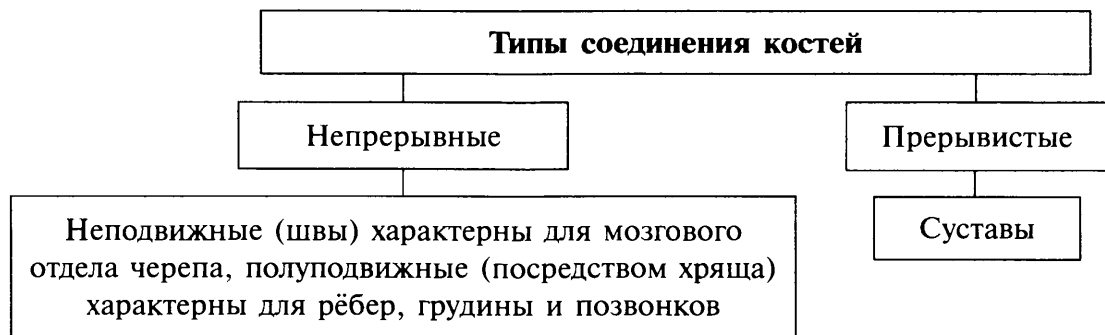 Типы соединения костей
Непрерывные
Прерывистые
Неподвижные (швы) характерны для мозгового
отдела черепа, полуподвижные (посредством хряща)
характерны для рёбер, грудины и позвонков
Суставы